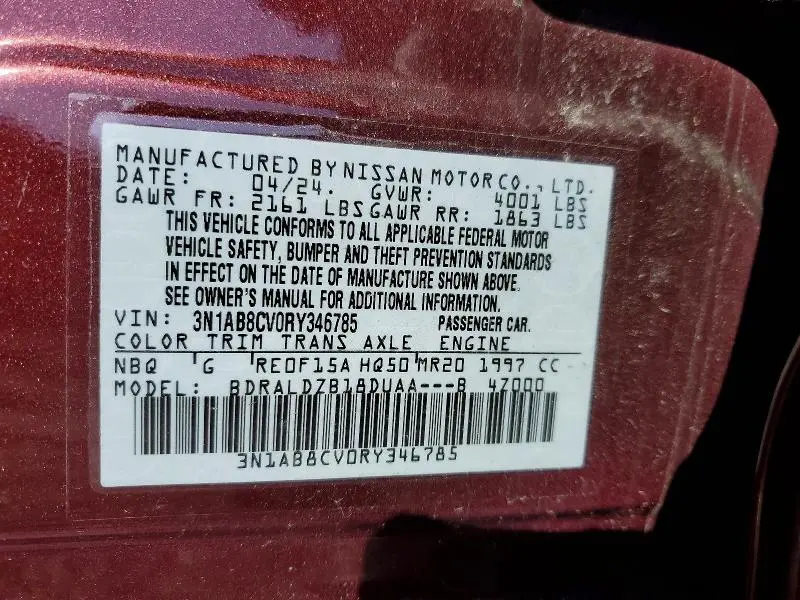 MANUFACTURED BY NISSAN MOTOR CO., LTD.
DATE: 04/24. GVWR: 4001 LBS
GAWR FR: 2161 LBS GAWR RR: 1863 LBS
THIS VEHICLE CONFORMS TO ALL APPLICABLE FEDERAL MOTOR
VEHICLE SAFETY, BUMPER AND THEFT PREVENTION STANDARDS
IN EFFECT ON THE DATE OF MANUFACTURE SHOWN ABOVE.
SEE OWNER'S MANUAL FOR ADDITIONAL INFORMATION.
VIN: 3N1AB8CV0RY346785 PASSENGER CAR.
COLOR TRIM TRANS AXLE ENGINE
NBQ G RE0F15A HQ50 MR20 1997 CC
MODEL: BDRALDZB18DUAA---B 4Z000
3N1AB8CV0RY346785